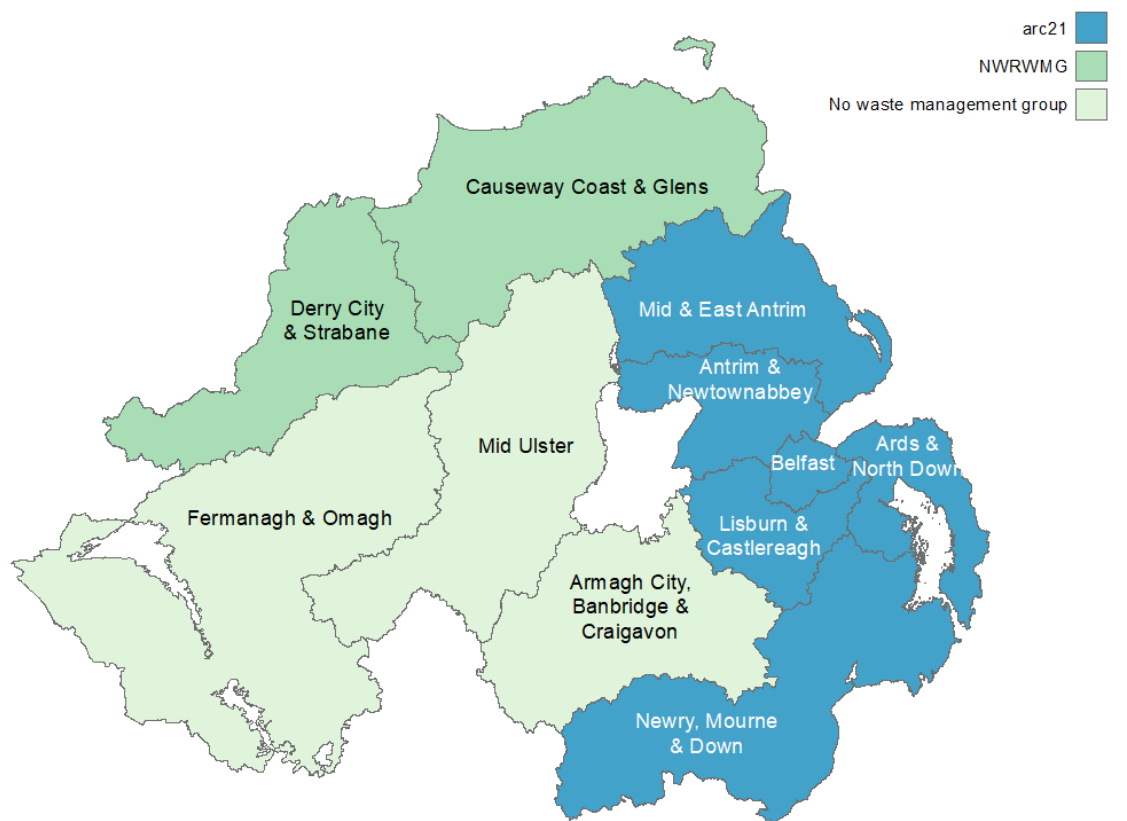 arc21
NWRWMG
No waste management group
Causeway Coast & Glens
Derry City
& Strabane
Mid & East Antrim
Antrim &
Newtownabbey
Mid Ulster
Belfast
Ards &
North Down
Fermanagh & Omagh
Lisburn &
Castlereagh
Armagh City,
Banbridge &
Craigavon
Newry, Mourne
& Down